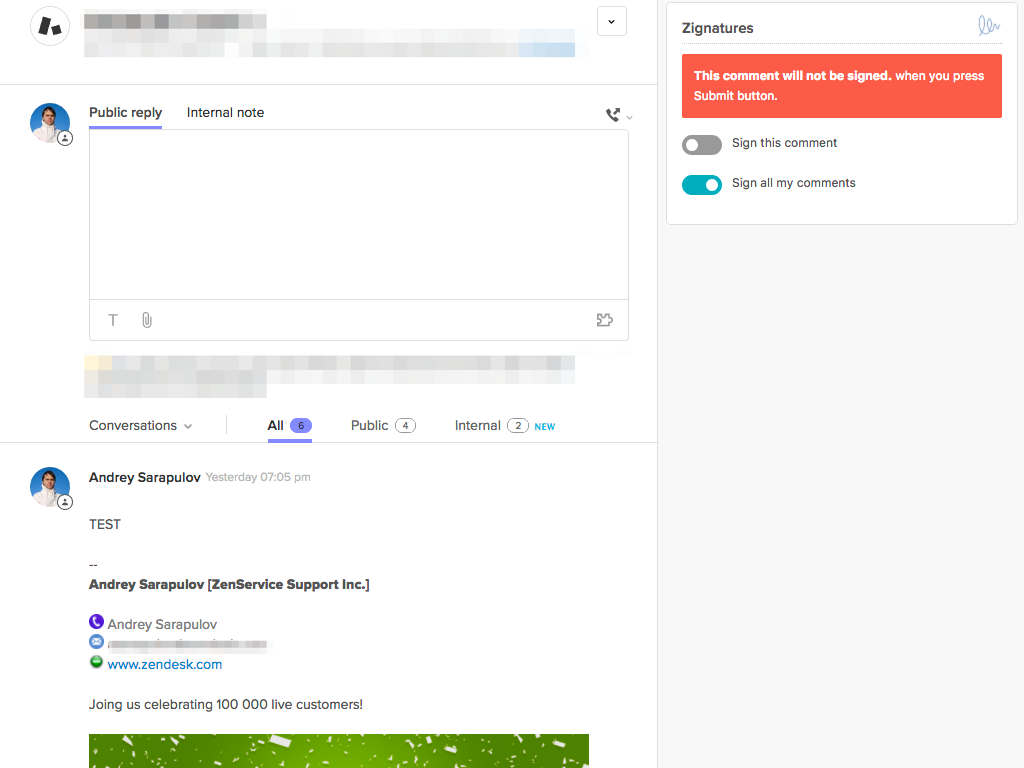 Public reply Internal note
T
Conversations All 6 Public 4 Internal 2 NEW
Andrey Sarapulov Yesterday 07:05 pm
TEST
--
Andrey Sarapulov [ZenService Support Inc.]
Andrey Sarapulov
www.zendesk.com
Joing us celebrating 100 000 live customers!
Zignatures
This comment will not be signed. when you press
Submit button.
Sign this comment
Sign all my comments